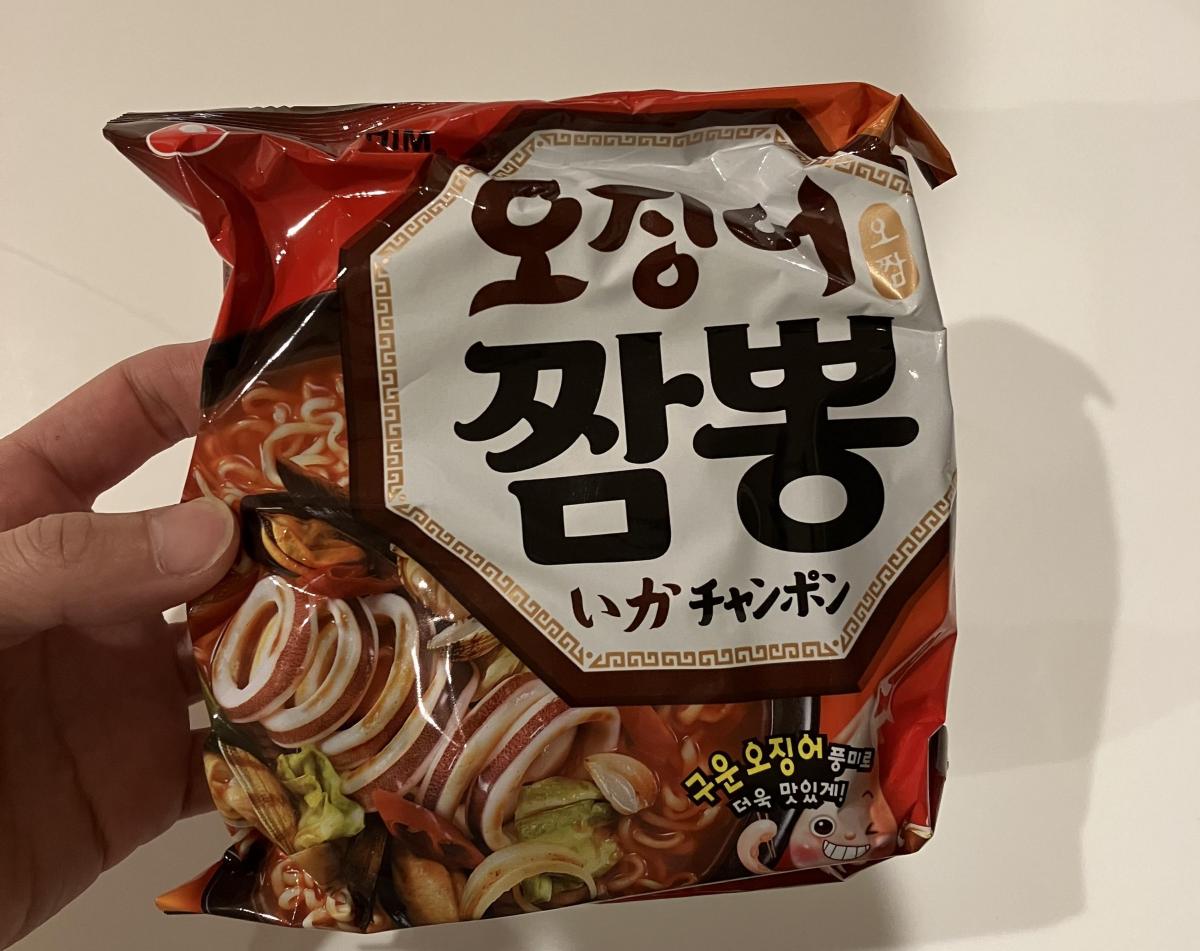 오징어
오짬
짬뽕
いかチャンポン
구운 오징어 풍미로
더욱 맛있게!